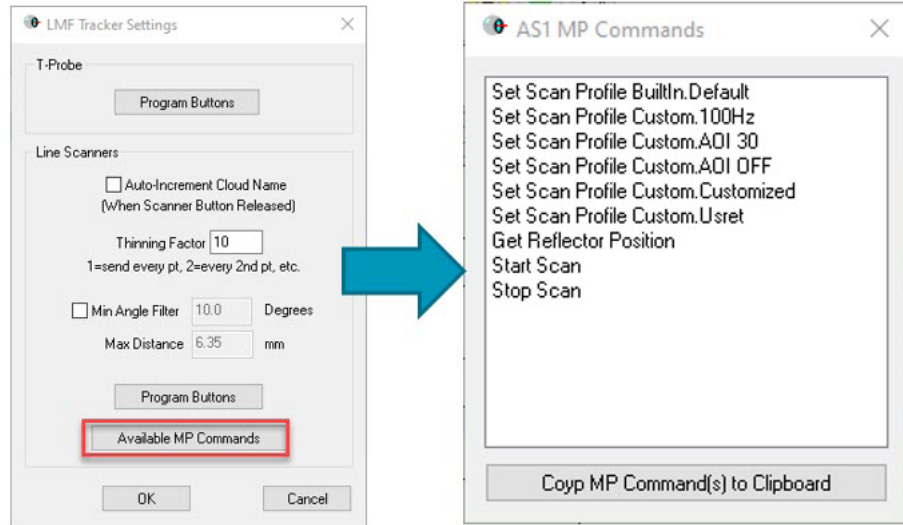 LMF Tracker Settings
T-Probe
Program Buttons
Line Scanners
Auto-Increment Cloud Name
(When Scanner Button Released)
Thinning Factor 10
1=send every pt, 2=every 2nd pt, etc.
Min Angle Filter 10.0 Degrees
Max Distance 6.35 mm
Program Buttons
Available MP Commands
OK Cancel
AS1 MP Commands
Set Scan Profile BuiltIn.Default
Set Scan Profile Custom.100Hz
Set Scan Profile Custom.AOI 30
Set Scan Profile Custom.AOI OFF
Set Scan Profile Custom.Customized
Set Scan Profile Custom.Usret
Get Reflector Position
Start Scan
Stop Scan
Coyp MP Command(s) to Clipboard